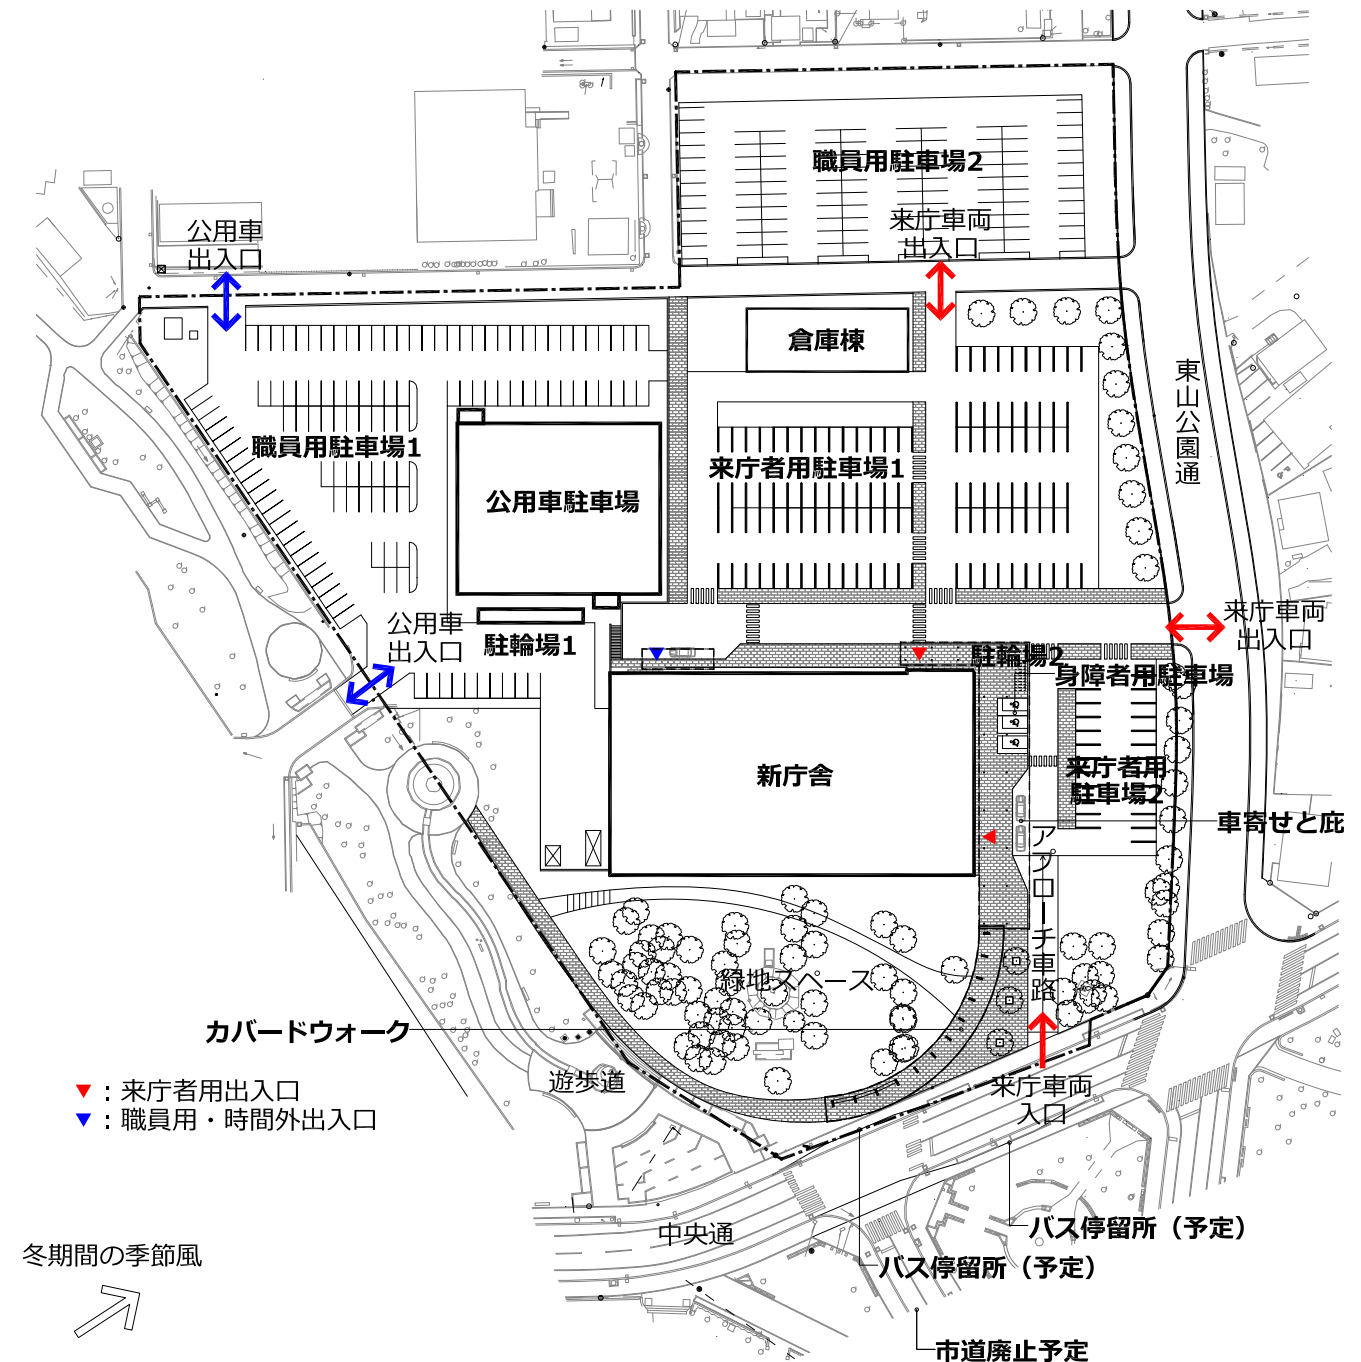 職員用駐車場2
来庁車両
出入口
公用車
出入口
倉庫棟
東山公園通
職員用駐車場1
来庁者用駐車場1
公用車駐車場
公用車
出入口
来庁車両
出入口
駐輪場1
駐輪場2
身障者用駐車場
新庁舎
来庁者用
駐車場2
車寄せと庇
アプローチ車路
緑地スペース
カバードウォーク
遊歩道
来庁車両
入口
▼：来庁者用出入口
▼：職員用・時間外出入口
中央通
バス停留所（予定）
バス停留所（予定）
冬期間の季節風
市道廃止予定